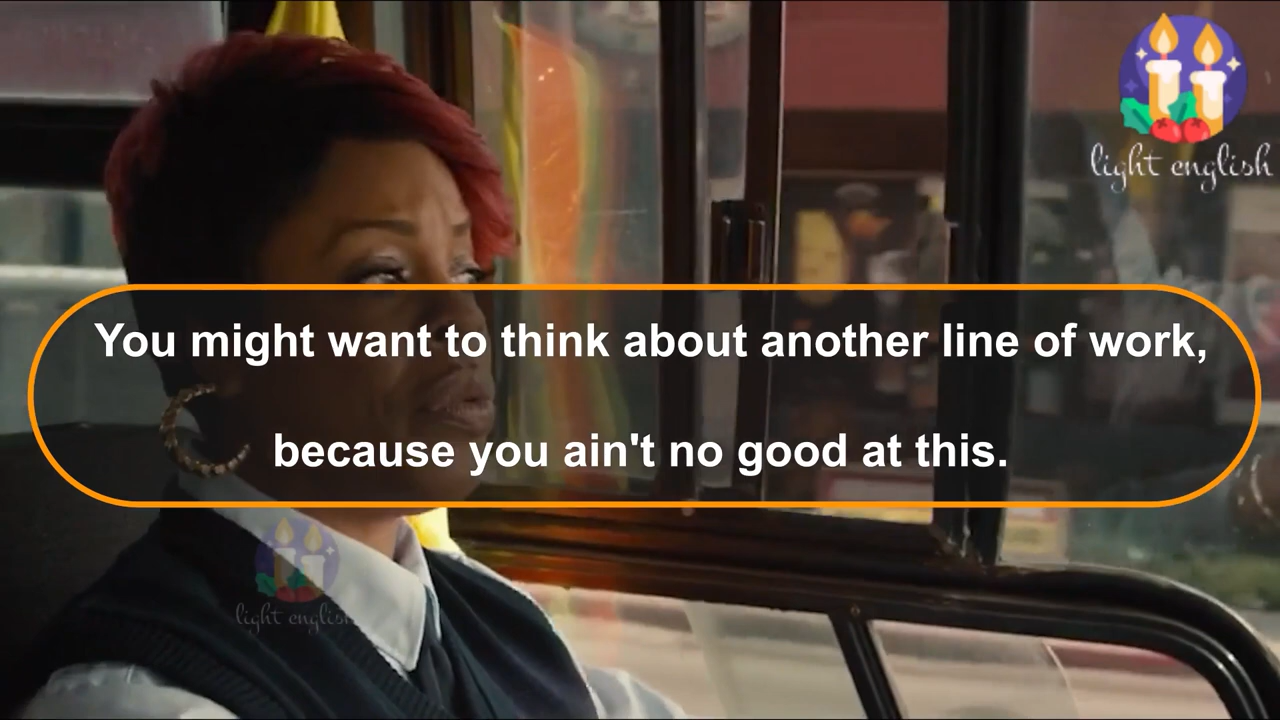 light english
You might want to think about another line of work,
because you ain't no good at this.
light english